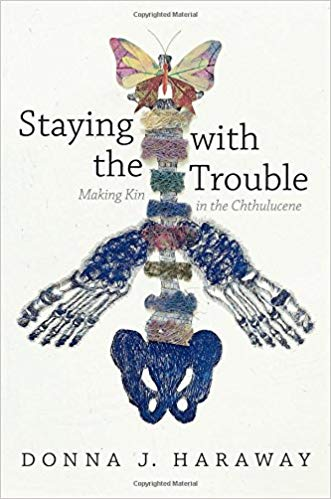 Copyrighted Material
Staying with
the Trouble
Making Kin in the Chthulucene
DONNA J. HARAWAY
Copyrighted Material